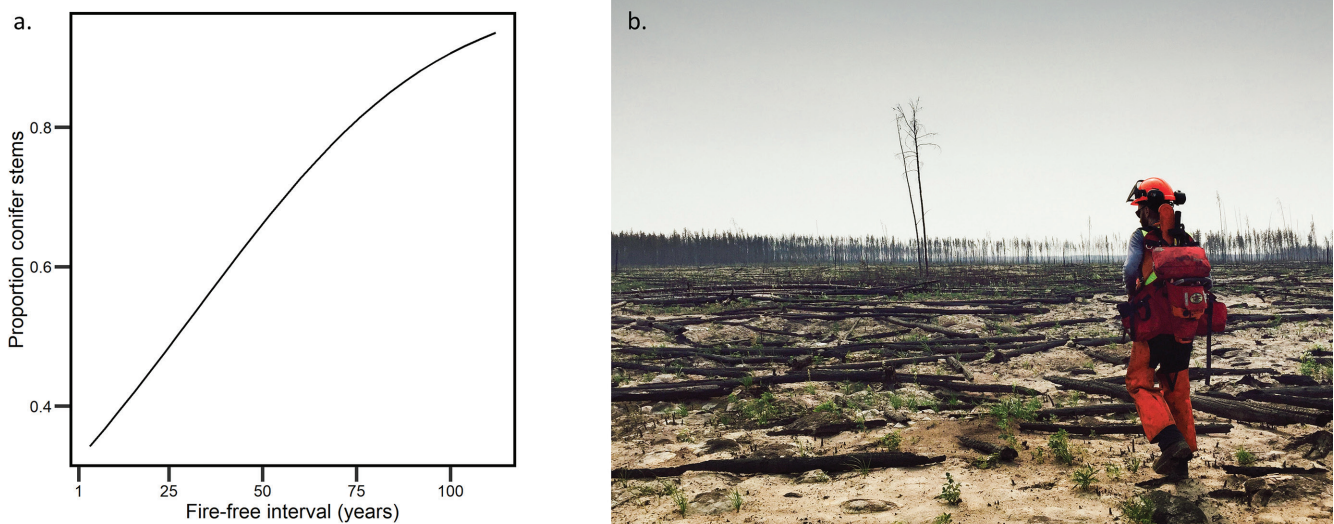 a.
0.8
0.6
0.4
Proportion conifer stems
1 25 50 75 100
Fire-free interval (years)
b.